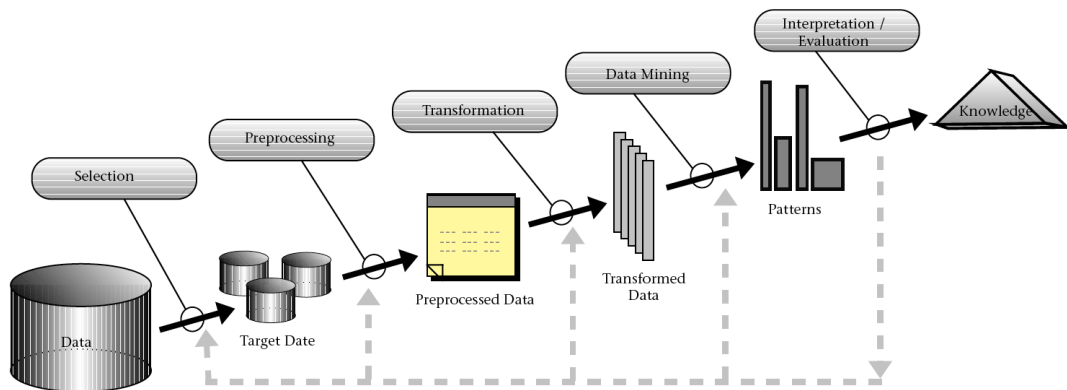 Interpretation /
Evaluation
Data Mining
Transformation
Preprocessing
Selection
Data
Target Date
Preprocessed Data
Transformed
Data
Patterns
Knowledge